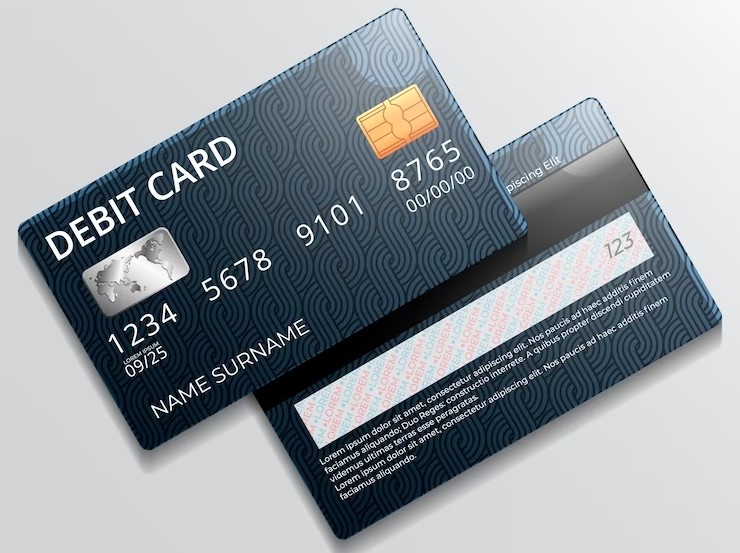 DEBIT CARD
1234 5678 9101 8765
LOREM IPSUM
09/25
00/00/00
NAME SURNAME
piscing Elit
123
Lorem ipsum dolor sit amet, consectetur adipiscing elit. Nos paucis ad haec additis finem
faciamus aliquando; Duo Reges: constructio interrete. A quibus propter discendi cupiditatem
videmus ultimas terras esse peragratas.
Lorem ipsum dolor sit amet, consectetur adipiscing elit. Nos paucis ad haec additis finem
faciamus aliquando.